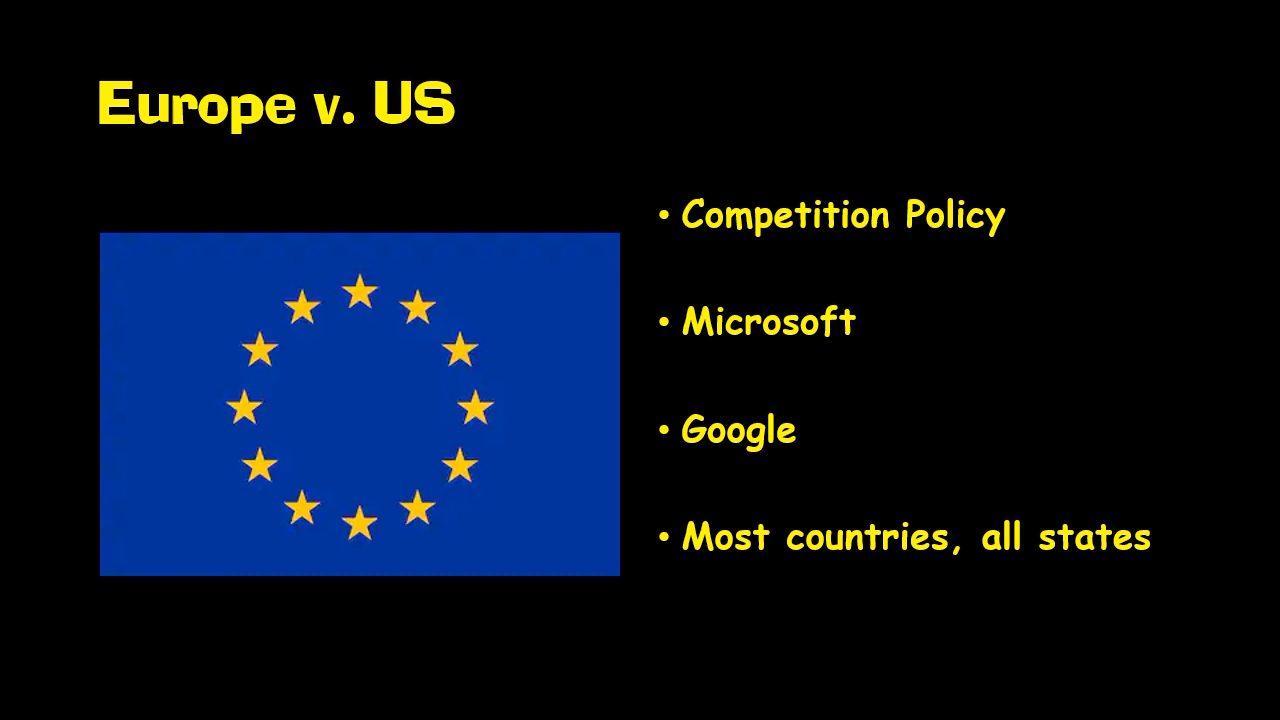 Europe v. US
• Competition Policy
• Microsoft
• Google
• Most countries, all states